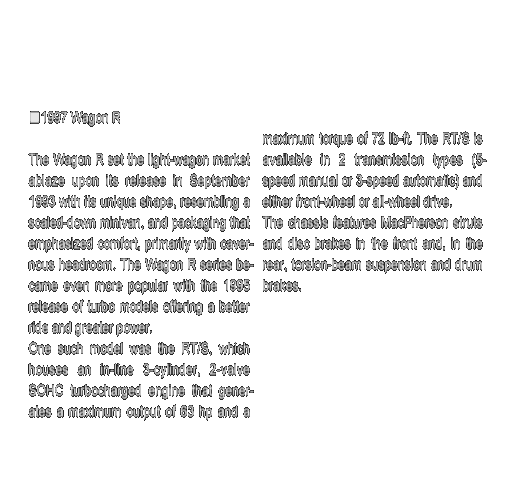 ■1997 Wagon R
The Wagon R set the light-wagon market
ablaze upon its release in September
1993 with its unique shape, resembling a
scaled-down minivan, and packaging that
emphasized comfort, primarily with caver-
nous headroom. The Wagon R series be-
came even more popular with the 1995
release of turbo models offering a better
ride and greater power.
One such model was the RT/S, which
houses an in-line 3-cylinder, 2-valve
SOHC turbocharged engine that gener-
ates a maximum output of 63 hp and a
maximum torque of 72 lb-ft. The RT/S is
available in 2 transmission types (5-
speed manual or 3-speed automatic) and
either front-wheel or all-wheel drive.
The chassis features MacPherson struts
and disc brakes in the front and, in the
rear, torsion-beam suspension and drum
brakes.